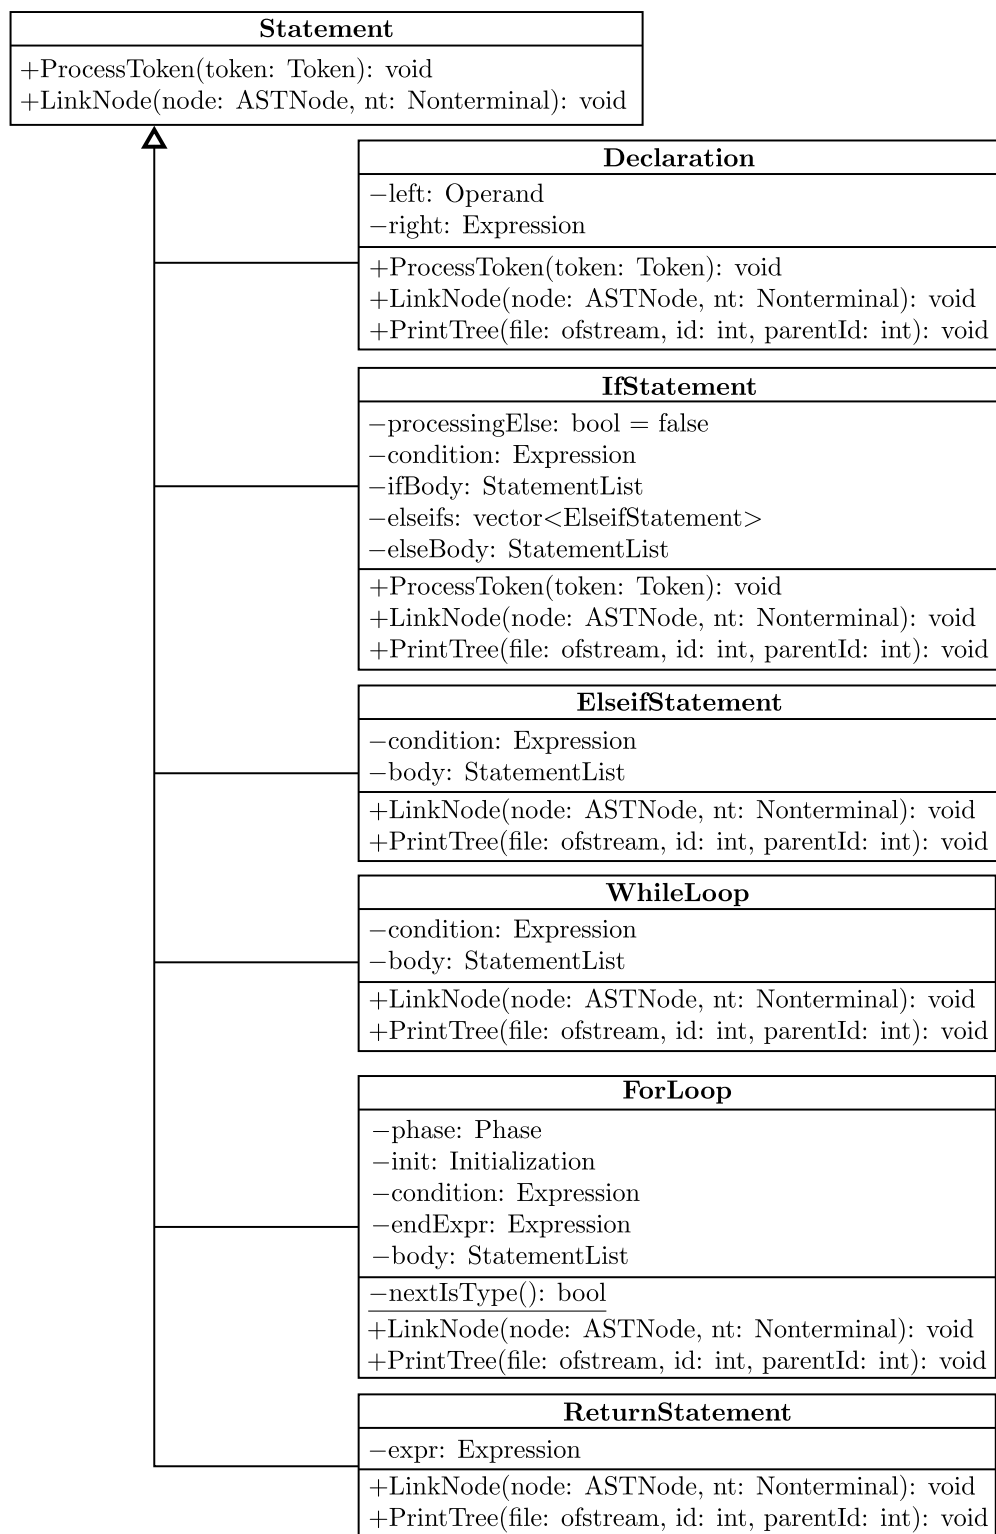 Statement
+ProcessToken(token: Token): void
+LinkNode(node: ASTNode, nt: Nonterminal): void
Declaration
−left: Operand
−right: Expression
+ProcessToken(token: Token): void
+LinkNode(node: ASTNode, nt: Nonterminal): void
+PrintTree(file: ofstream, id: int, parentId: int): void
IfStatement
−processingElse: bool = false
−condition: Expression
−ifBody: StatementList
−elseifs: vector<ElseifStatement>
−elseBody: StatementList
+ProcessToken(token: Token): void
+LinkNode(node: ASTNode, nt: Nonterminal): void
+PrintTree(file: ofstream, id: int, parentId: int): void
ElseifStatement
−condition: Expression
−body: StatementList
+LinkNode(node: ASTNode, nt: Nonterminal): void
+PrintTree(file: ofstream, id: int, parentId: int): void
WhileLoop
−condition: Expression
−body: StatementList
+LinkNode(node: ASTNode, nt: Nonterminal): void
+PrintTree(file: ofstream, id: int, parentId: int): void
ForLoop
−phase: Phase
−init: Initialization
−condition: Expression
−endExpr: Expression
−body: StatementList
−nextIsType(): bool
+LinkNode(node: ASTNode, nt: Nonterminal): void
+PrintTree(file: ofstream, id: int, parentId: int): void
ReturnStatement
−expr: Expression
+LinkNode(node: ASTNode, nt: Nonterminal): void
+PrintTree(file: ofstream, id: int, parentId: int): void